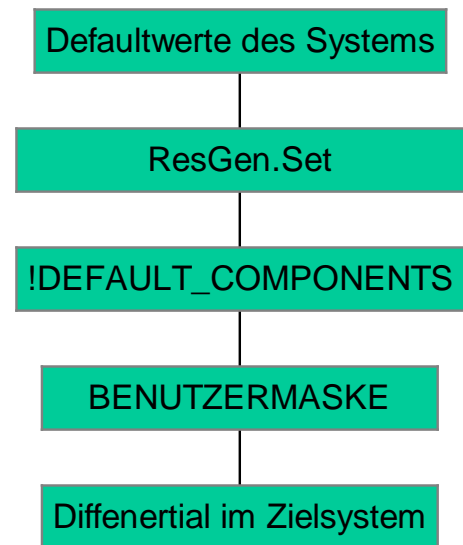 Defaultwerte des Systems
ResGen.Set
!DEFAULT_COMPONENTS
BENUTZERMASKE
Diffenertial im Zielsystem